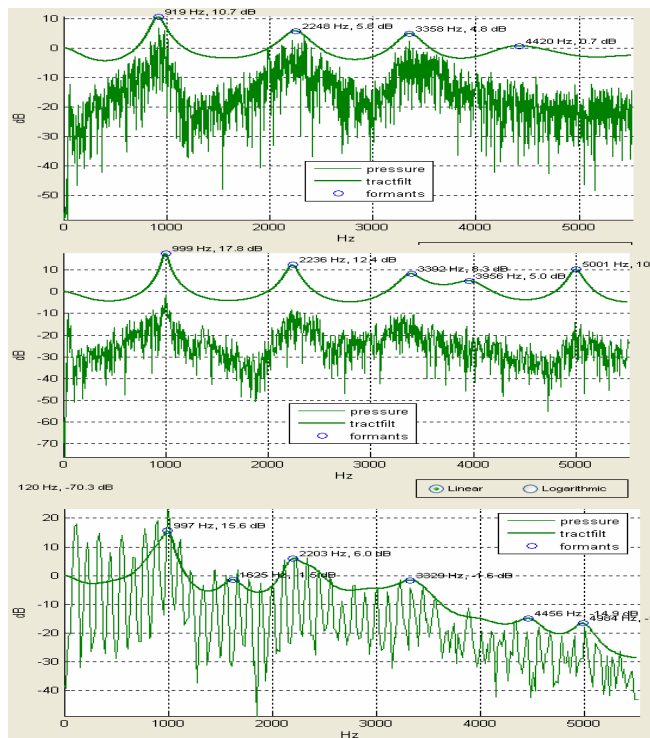 919 Hz, 10.7 dB
2248 Hz, 5.8 dB
3358 Hz, 4.8 dB
4420 Hz, 0.7 dB
10
0
-10
-20
-30
-40
-50
dB
pressure
tractfilt
formants
0
1000
2000
3000
4000
5000
Hz
999 Hz, 17.8 dB
2236 Hz, 12.4 dB
3392 Hz, 8.3 dB
3956 Hz, 5.0 dB
5001 Hz, 10
10
0
-10
-20
-30
-40
-50
-60
-70
dB
pressure
tractfilt
formants
0
1000
2000
3000
4000
5000
Hz
120 Hz, -70.3 dB
Linear
Logarithmic
997 Hz, 15.6 dB
1625 Hz, -1.5 dB
2203 Hz, 6.0 dB
3329 Hz, -1.6 dB
4456 Hz, -14.9 dB
4984 Hz, -
20
10
0
-10
-20
-30
-40
dB
pressure
tractfilt
formants
0
1000
2000
3000
4000
5000
Hz